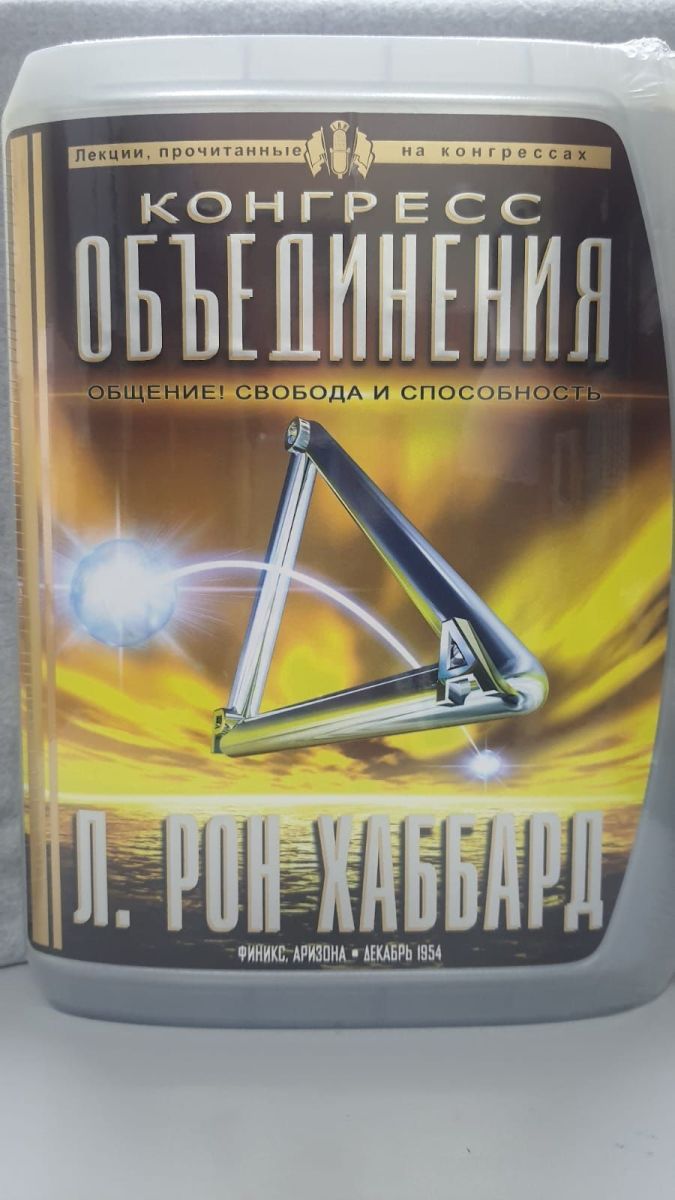 Лекции, прочитанные на конгрессах
КОНГРЕСС
ОБЪЕДИНЕНИЯ
ОБЩЕНИЕ! СВОБОДА И СПОСОБНОСТЬ
Л. РОН ХАББАРД
ФИНИКС, АРИЗОНА • ДЕКАБРЬ 1954